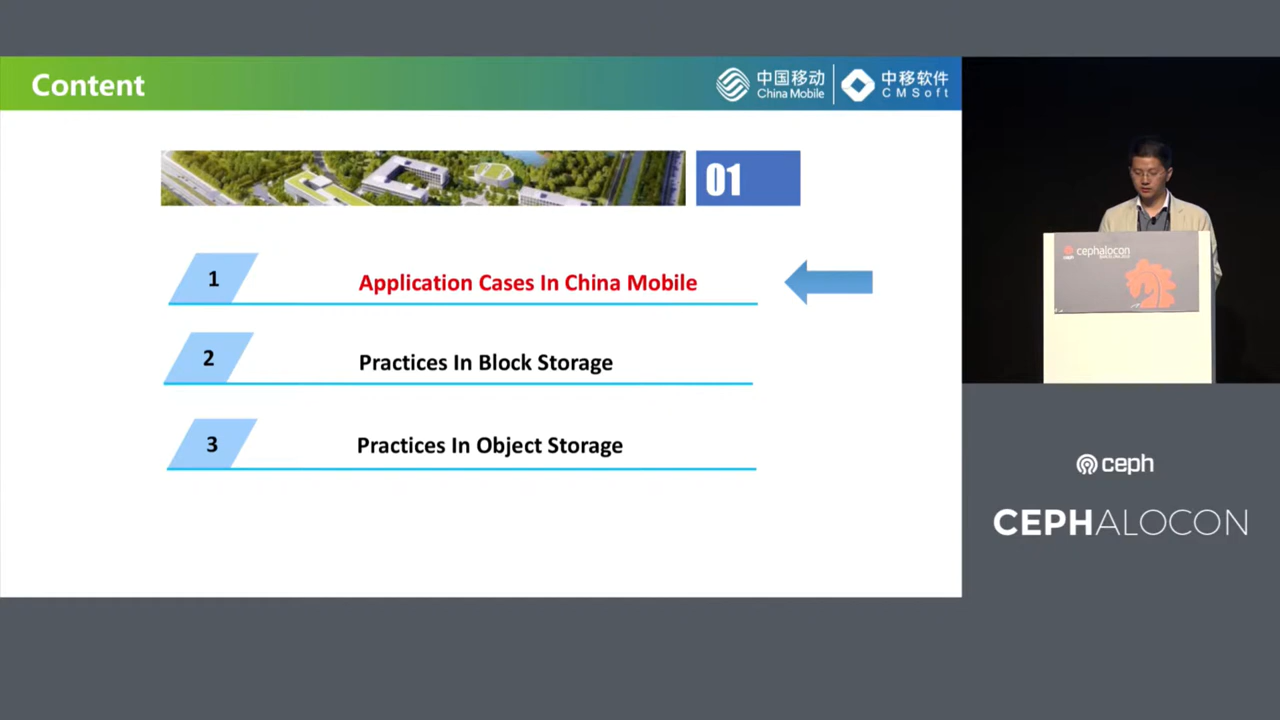 Content
中国移动
China Mobile
中移软件
CMSoft
01
1
Application Cases In China Mobile
2
Practices In Block Storage
3
Practices In Object Storage
cephalocon
ceph
CEPHALOCON